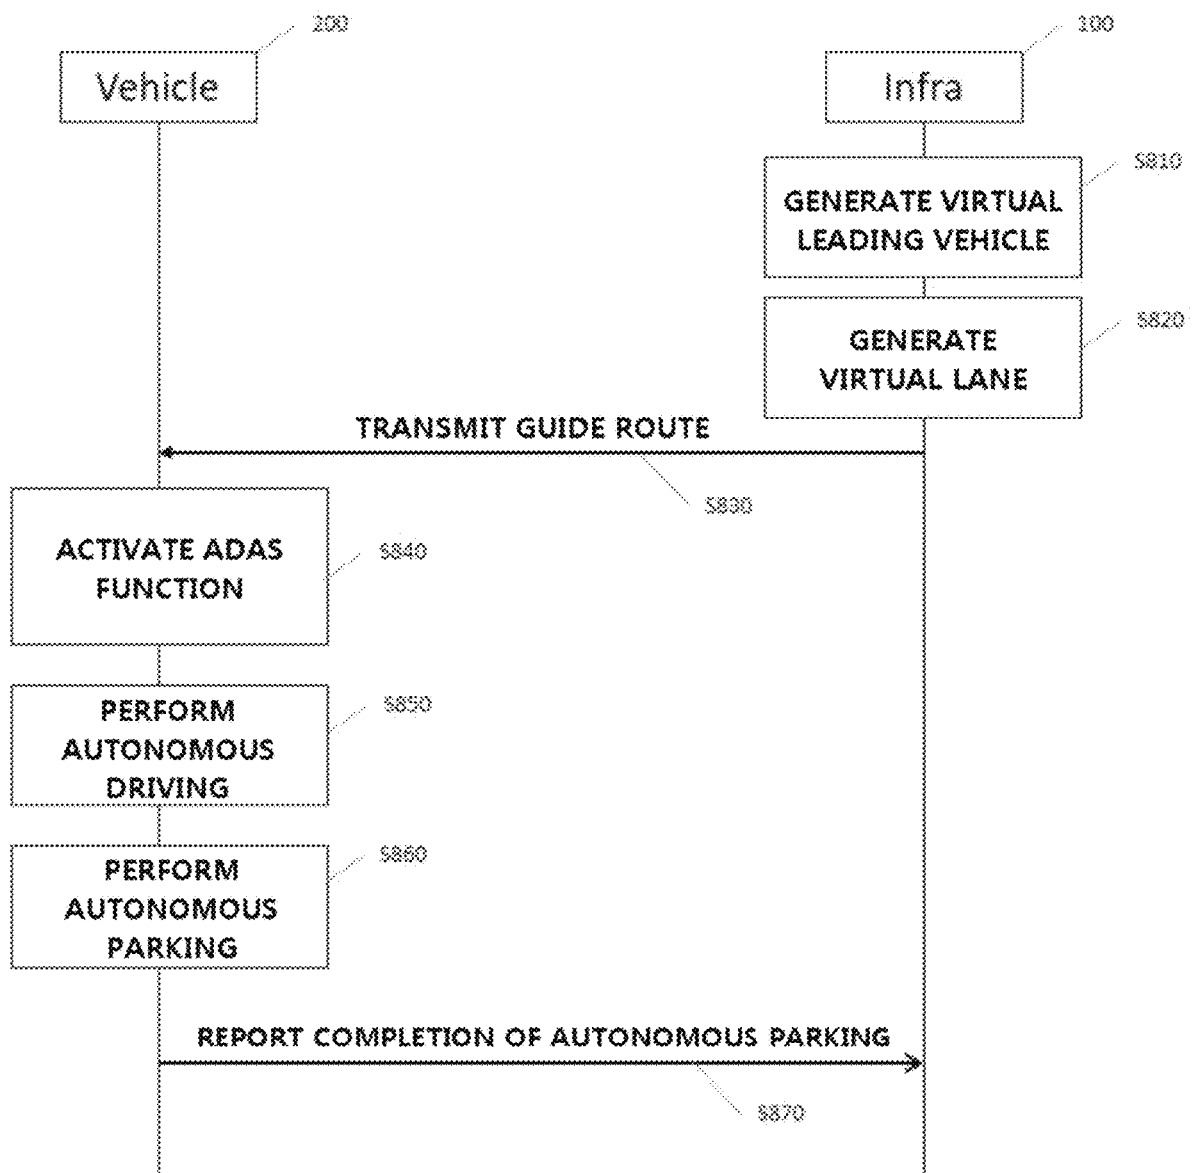 200
100
Vehicle
Infra
S810
GENERATE VIRTUAL
LEADING VEHICLE
S820
GENERATE
VIRTUAL LANE
TRANSMIT GUIDE ROUTE
S830
ACTIVATE ADAS
FUNCTION
S840
PERFORM
AUTONOMOUS
DRIVING
S850
PERFORM
AUTONOMOUS
PARKING
S860
REPORT COMPLETION OF AUTONOMOUS PARKING
S870